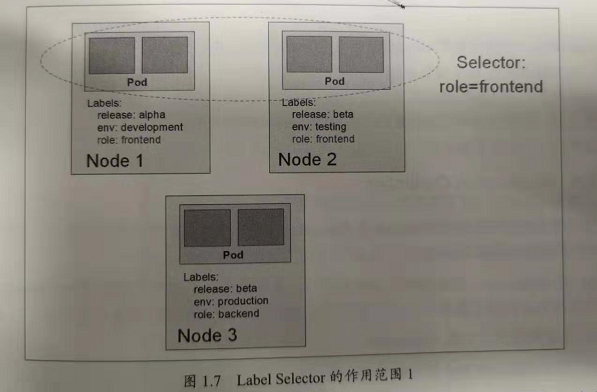 Pod
Labels:
release: alpha
env: development
role: frontend
Node 1
Pod
Labels:
release: beta
env: testing
role: frontend
Node 2
Selector:
role=frontend
Pod
Labels:
release: beta
env: production
role: backend
Node 3
图 1.7 Label Selector 的作用范围 1